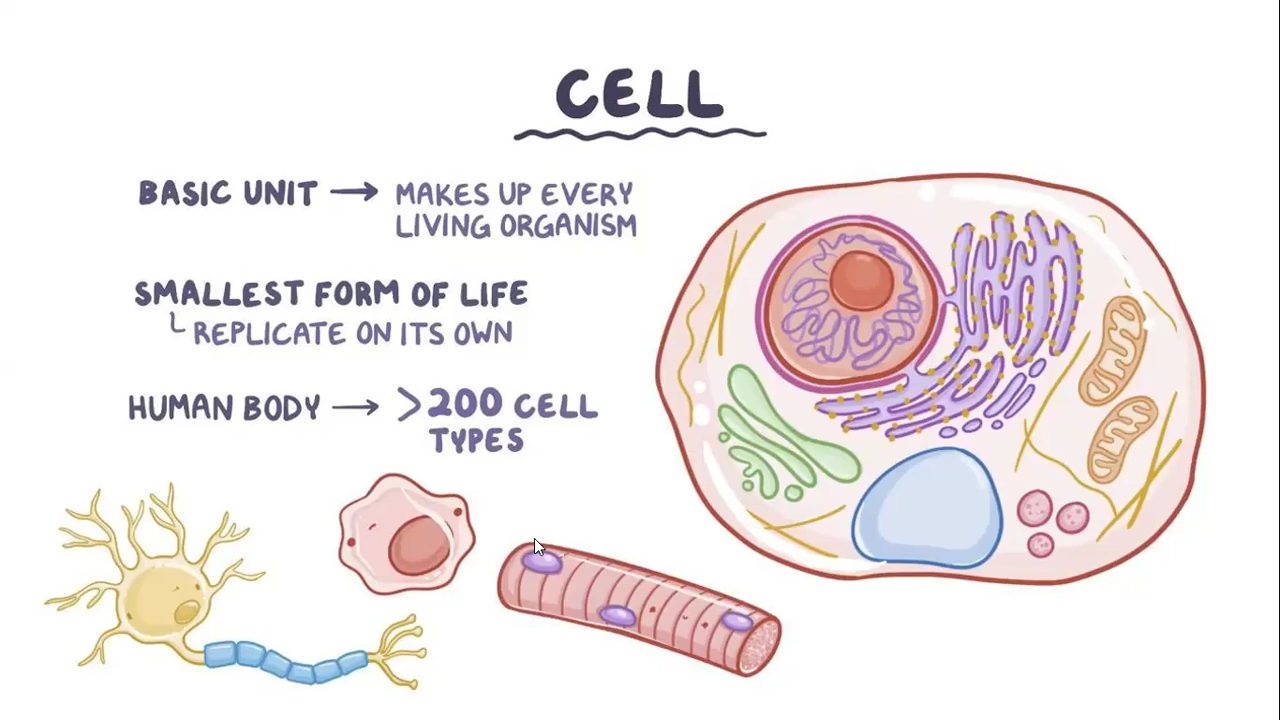 CELL
BASIC UNIT → MAKES UP EVERY
LIVING ORGANISM
SMALLEST FORM OF LIFE
REPLICATE ON ITS OWN
HUMAN BODY → >200 CELL
TYPES